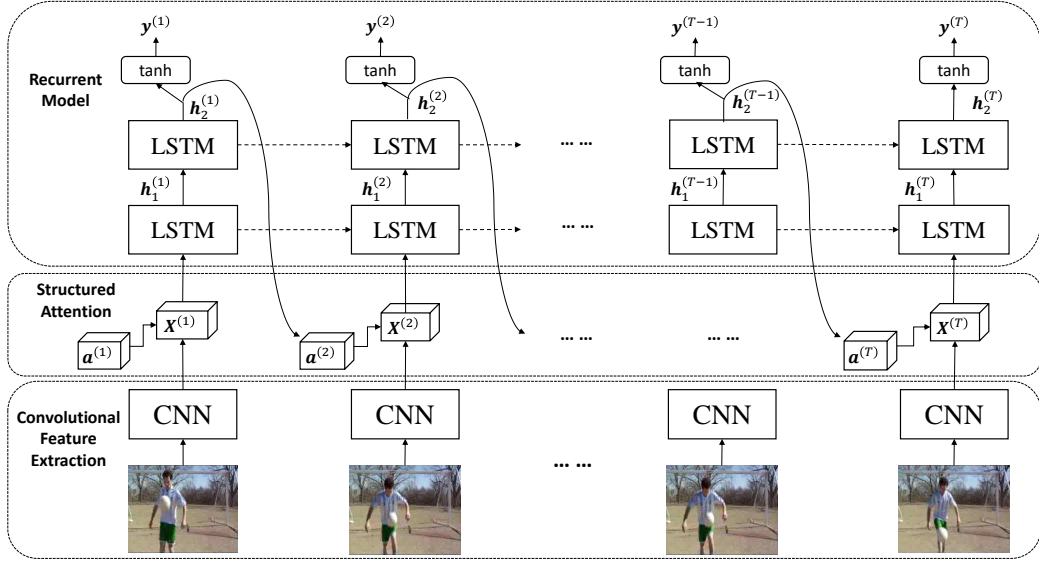 y^(1) y^(2) y^(T−1) y^(T)
tanh tanh tanh tanh
Recurrent
Model
h_2^(1) h_2^(2) h_2^(T−1) h_2^(T)
LSTM LSTM ... ... LSTM LSTM
h_1^(1) h_1^(2) h_1^(T−1) h_1^(T)
LSTM LSTM ... ... LSTM LSTM
Structured
Attention
X^(1) X^(2) X^(T)
a^(1) a^(2) ... ... ... ... a^(T)
Convolutional
Feature
Extraction
CNN CNN CNN CNN
... ...